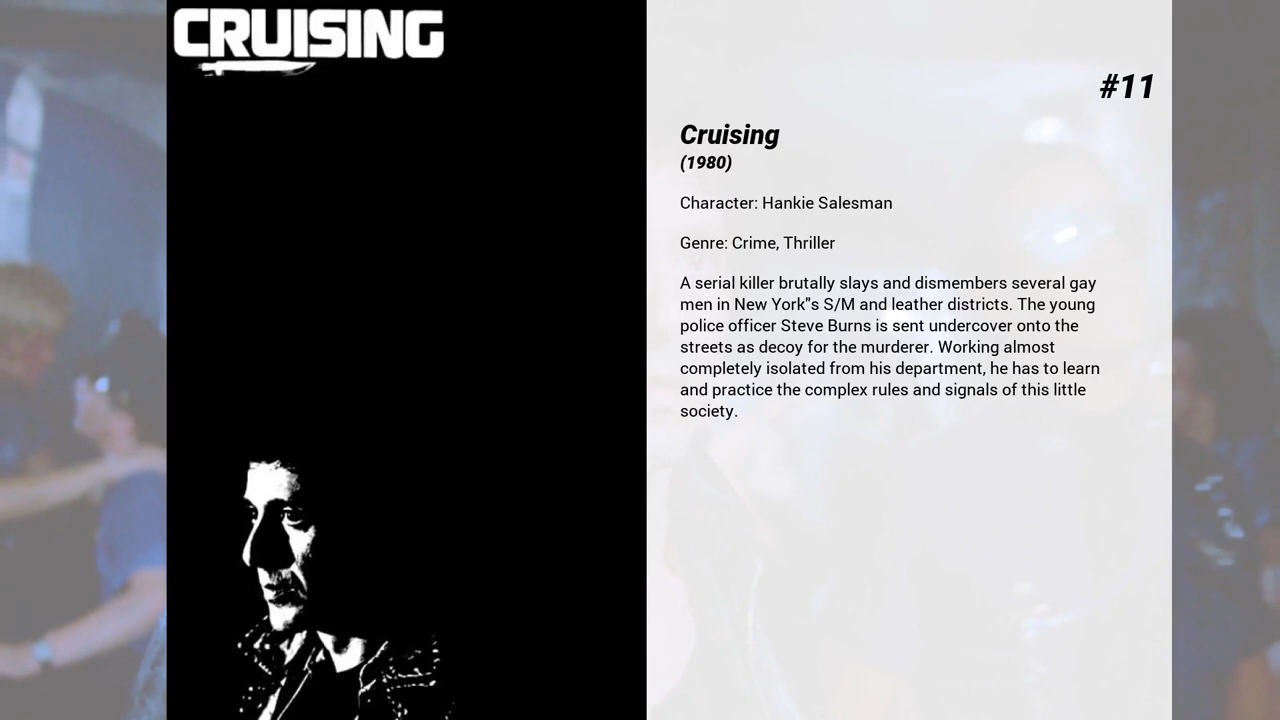 CRUISING
#11
Cruising
(1980)
Character: Hankie Salesman
Genre: Crime, Thriller
A serial killer brutally slays and dismembers several gay
men in New York"s S/M and leather districts. The young
police officer Steve Burns is sent undercover onto the
streets as decoy for the murderer. Working almost
completely isolated from his department, he has to learn
and practice the complex rules and signals of this little
society.